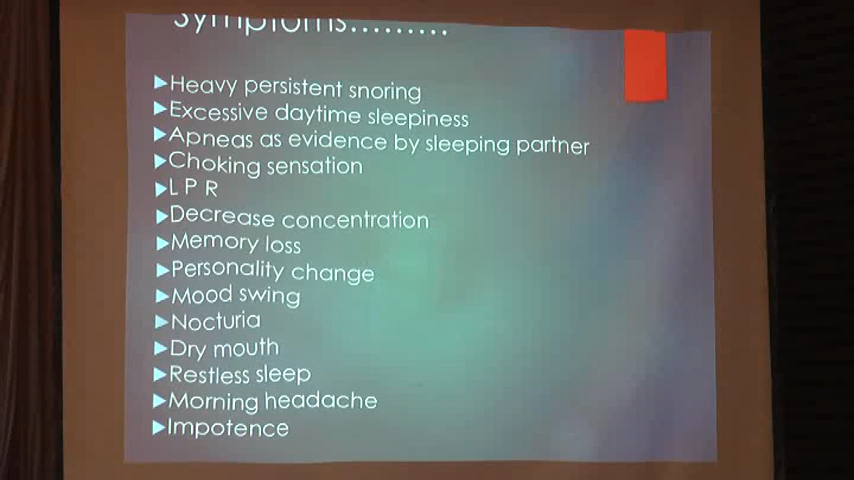 Symptoms.........
Heavy persistent snoring
Excessive daytime sleepiness
Apneas as evidence by sleeping partner
Choking sensation
L P R
Decrease concentration
Memory loss
Personality change
Mood swing
Nocturia
Dry mouth
Restless sleep
Morning headache
Impotence